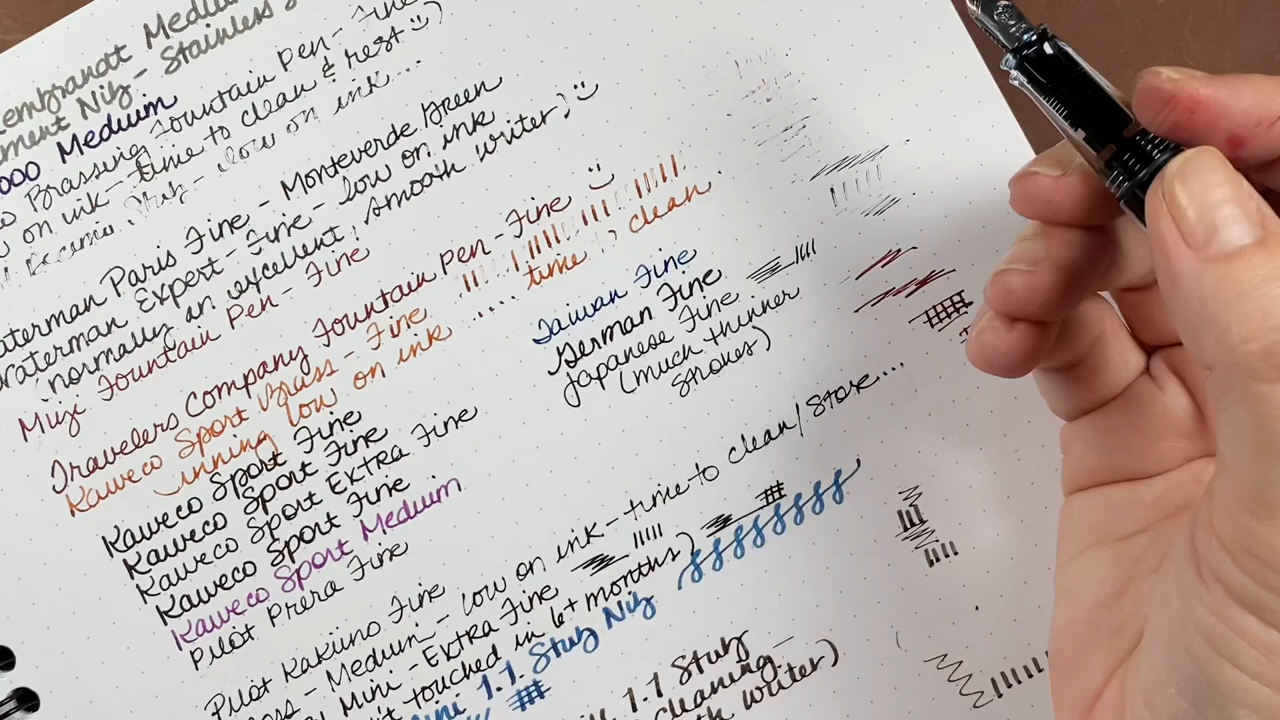 Rembrandt Medium
Nib - Stainless
Medium
Brassing Fountain Pen - Fine
on ink - time to clean & rest :)
low on ink....
Waterman Paris Fine - Monteverde Green
Waterman Expert - Fine - low on ink
(normally an excellent, smooth writer) :)
Muji Fountain Pen - Fine
Travelers Company Fountain Pen - Fine :)
Kaweco Sport Brass - Fine
running low on ink .... time to clean.
Kaweco Sport Fine
Kaweco Sport Fine
Kaweco Sport Extra Fine
Kaweco Sport Fine
Kaweco Sport Medium
Pilot Prera Fine
Taiwan Fine
German Fine
Japanese Fine
(much thinner
strokes)
Pilot Kakuno Fine
- Medium - low on ink - time to clean/store...
Mini - Extra Fine
touched in 6+ months)
1.1. Stub Nib
1.1 Stub
cleaning -
writer)